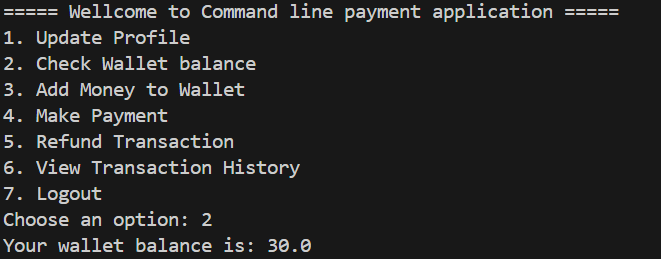 ===== Wellcome to Command line payment application =====
1. Update Profile
2. Check Wallet balance
3. Add Money to Wallet
4. Make Payment
5. Refund Transaction
6. View Transaction History
7. Logout
Choose an option: 2
Your wallet balance is: 30.0